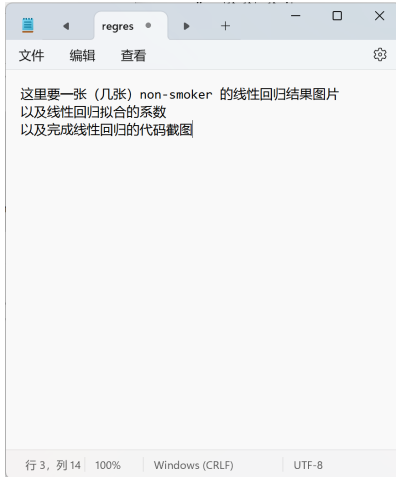 regres
文件 编辑 查看
这里要一张（几张）non-smoker 的线性回归结果图片
以及线性回归拟合的系数
以及完成线性回归的代码截图
行 3，列 14 100% Windows (CRLF) UTF-8